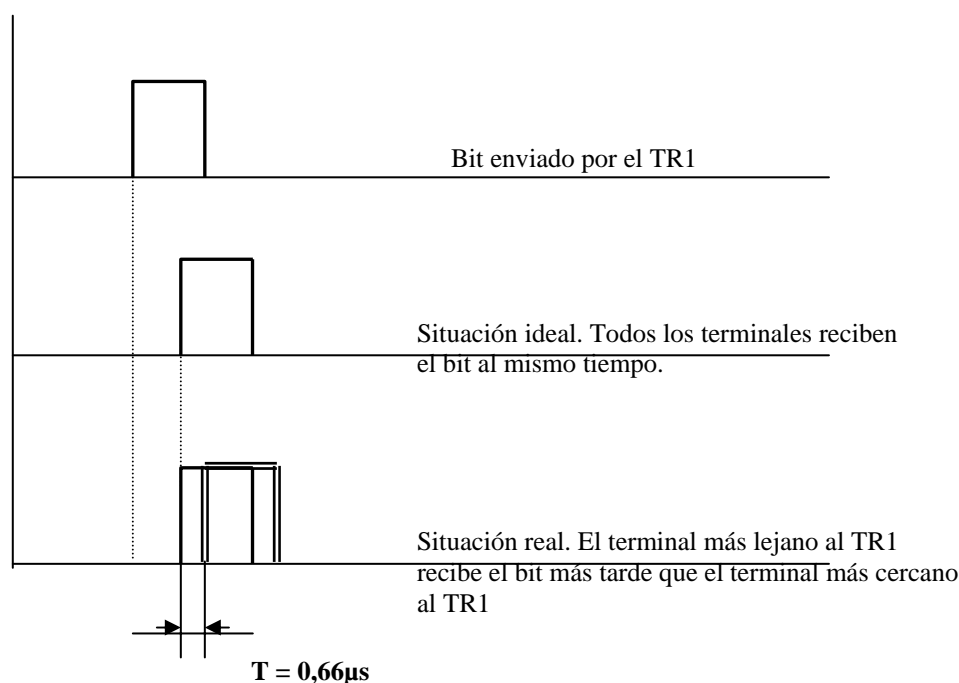 Bit enviado por el TR1
Situación ideal. Todos los terminales reciben
el bit al mismo tiempo.
Situación real. El terminal más lejano al TR1
recibe el bit más tarde que el terminal más cercano
al TR1
T = 0,66µs